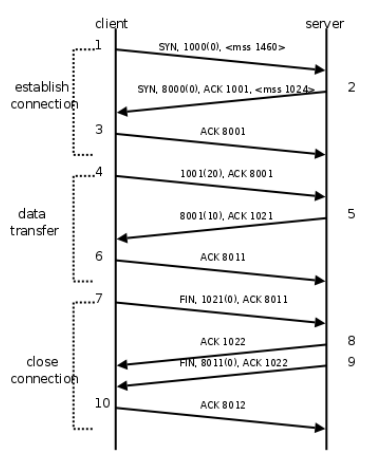 client server
1 SYN, 1000(0), <mss 1460>
SYN, 8000(0), ACK 1001, <mss 1024> 2
establish
connection
3 ACK 8001
4 1001(20), ACK 8001
data
transfer
8001(10), ACK 1021 5
6 ACK 8011
7 FIN, 1021(0), ACK 8011
ACK 1022 8
close
connection
FIN, 8011(0), ACK 1022 9
10 ACK 8012